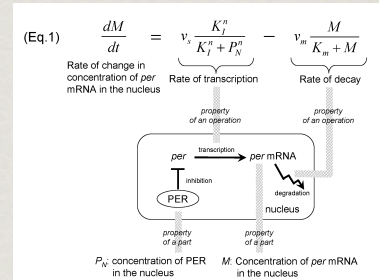 (Eq.1) dM/dt = v_s K_I^n / (K_I^n + P_N^n) − v_m M / (K_m + M)
Rate of change in
concentration of per
mRNA in the nucleus
Rate of transcription
Rate of decay
property
of an operation
property
of an operation
transcription
per
per mRNA
inhibition
degradation
PER
nucleus
property
of a part
property
of a part
P_N: concentration of PER
in the nucleus
M: Concentration of per mRNA
in the nucleus